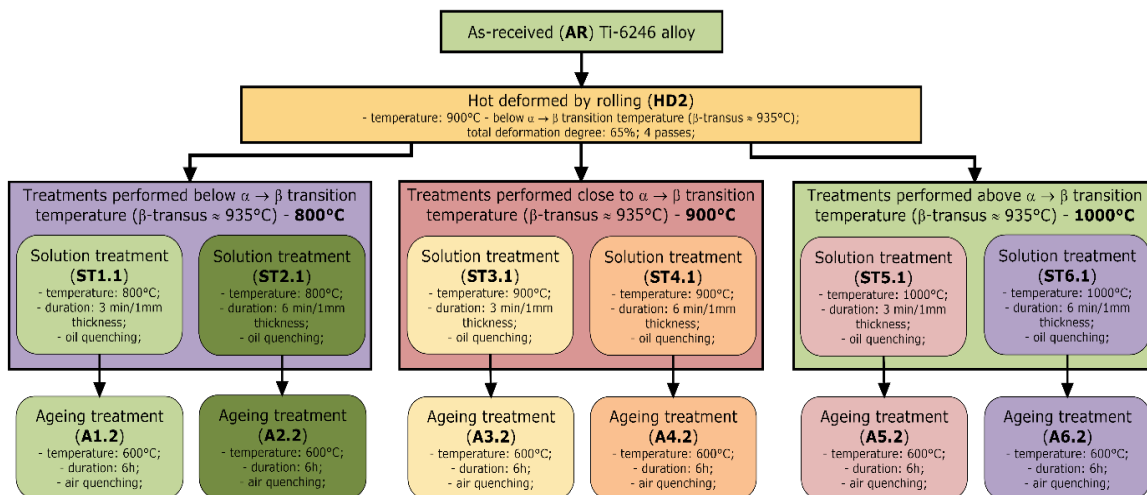 As-received (AR) Ti-6246 alloy
Hot deformed by rolling (HD2)
- temperature: 900°C - below α → β transition temperature (β-transus ≈ 935°C);
total deformation degree: 65%; 4 passes;
Treatments performed below α → β transition
temperature (β-transus ≈ 935°C) - 800°C
Solution treatment
(ST1.1)
- temperature: 800°C;
- duration: 3 min/1mm
thickness;
- oil quenching;
Solution treatment
(ST2.1)
- temperature: 800°C;
- duration: 6 min/1mm
thickness;
- oil quenching;
Treatments performed close to α → β transition
temperature (β-transus ≈ 935°C) - 900°C
Solution treatment
(ST3.1)
- temperature: 900°C;
- duration: 3 min/1mm
thickness;
- oil quenching;
Solution treatment
(ST4.1)
- temperature: 900°C;
- duration: 6 min/1mm
thickness;
- oil quenching;
Treatments performed above α → β transition
temperature (β-transus ≈ 935°C) - 1000°C
Solution treatment
(ST5.1)
- temperature: 1000°C;
- duration: 3 min/1mm
thickness;
- oil quenching;
Solution treatment
(ST6.1)
- temperature: 1000°C;
- duration: 6 min/1mm
thickness;
- oil quenching;
Ageing treatment
(A1.2)
- temperature: 600°C;
- duration: 6h;
- air quenching;
Ageing treatment
(A2.2)
- temperature: 600°C;
- duration: 6h;
- air quenching;
Ageing treatment
(A3.2)
- temperature: 600°C;
- duration: 6h;
- air quenching;
Ageing treatment
(A4.2)
- temperature: 600°C;
- duration: 6h;
- air quenching;
Ageing treatment
(A5.2)
- temperature: 600°C;
- duration: 6h;
- air quenching;
Ageing treatment
(A6.2)
- temperature: 600°C;
- duration: 6h;
- air quenching;